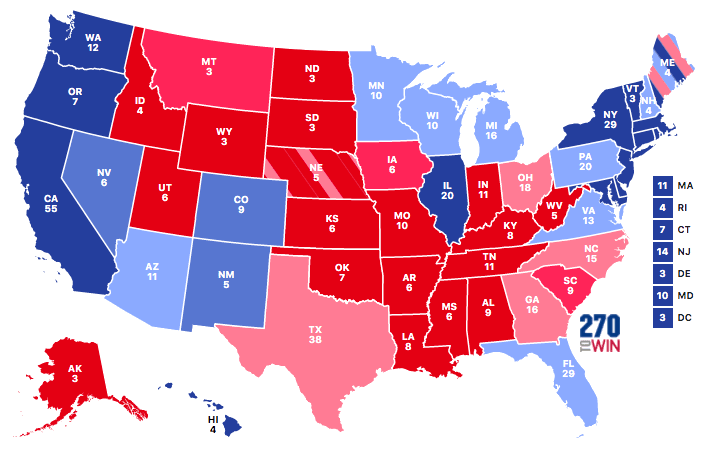 WA
12
OR
7
CA
55
NV
6
ID
4
MT
3
WY
3
UT
6
AZ
11
CO
9
NM
5
ND
3
SD
3
NE
5
KS
6
OK
7
TX
38
MN
10
IA
6
MO
10
AR
6
LA
8
WI
10
IL
20
MI
16
IN
11
OH
18
KY
8
TN
11
MS
6
AL
9
GA
16
FL
29
SC
9
NC
15
VA
13
WV
5
PA
20
NY
29
VT
3
NH
4
ME
4
AK
3
HI
4
11 MA
4 RI
7 CT
14 NJ
3 DE
10 MD
3 DC
270
TO WIN